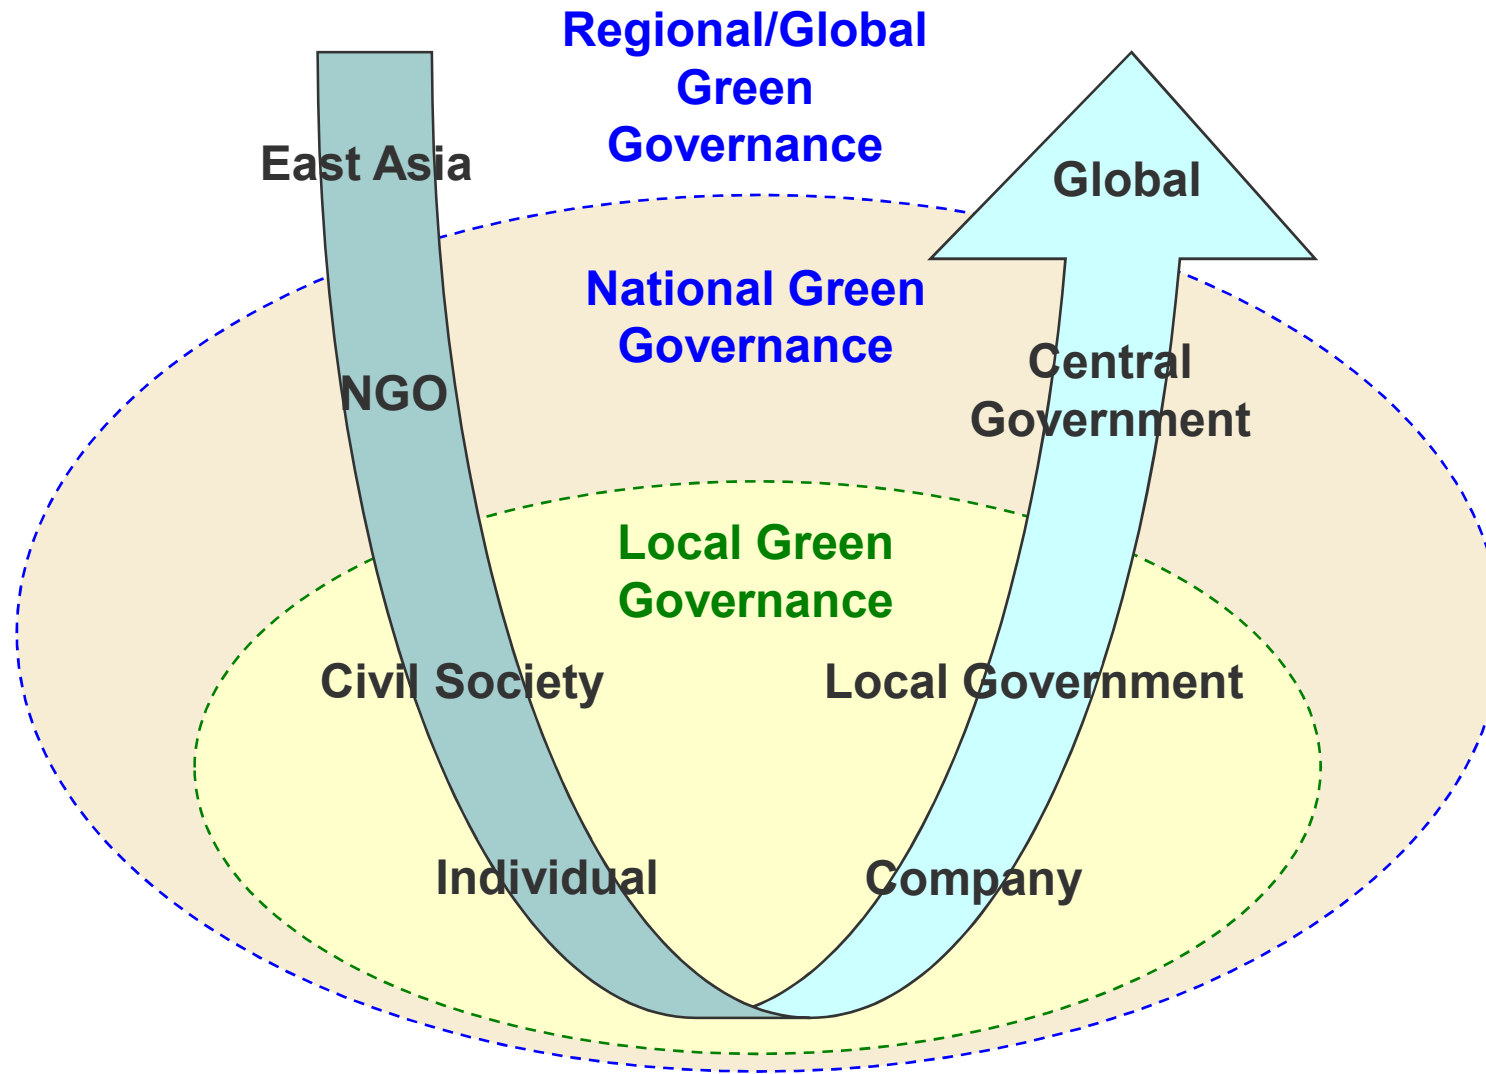 Regional/Global
Green
Governance
East Asia
Global
National Green
Governance
NGO
Central
Government
Local Green
Governance
Civil Society
Local Government
Individual
Company